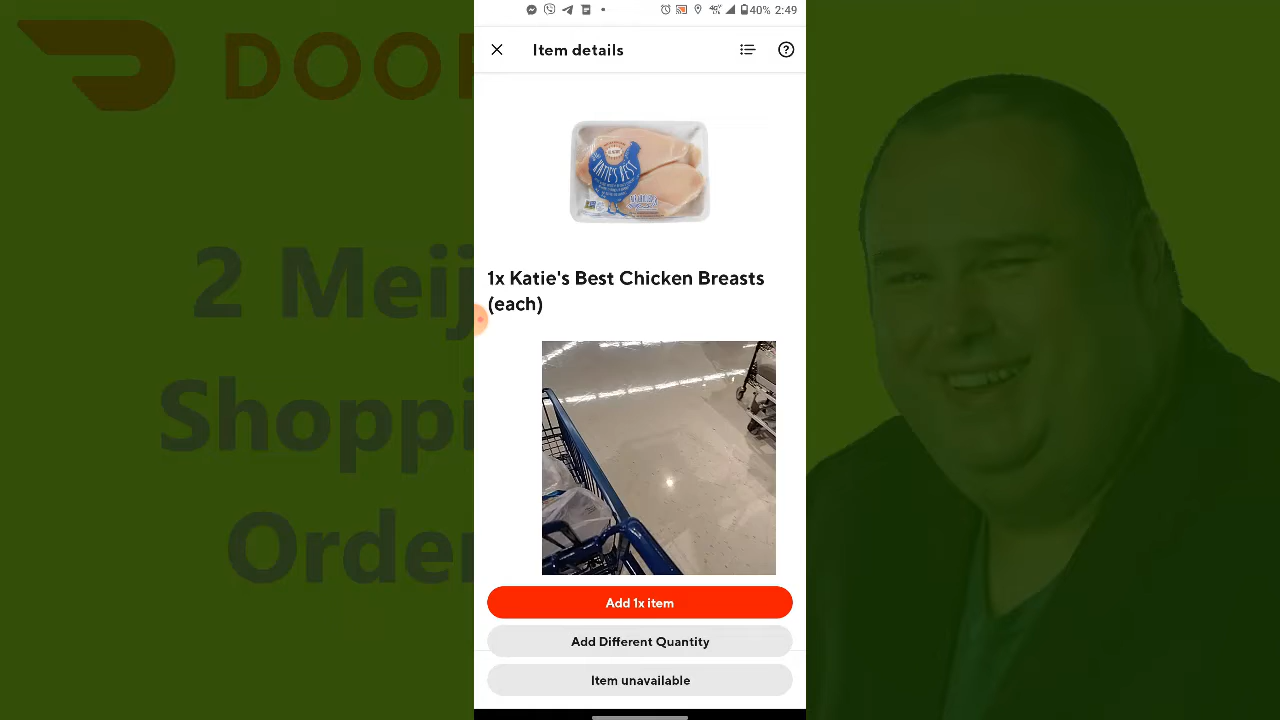 40% 2:49
Item details
DOOR
KATIE'S BEST
1x Katie's Best Chicken Breasts
(each)
2 Meij
Shoppi
Order
Add 1x item
Add Different Quantity
Item unavailable